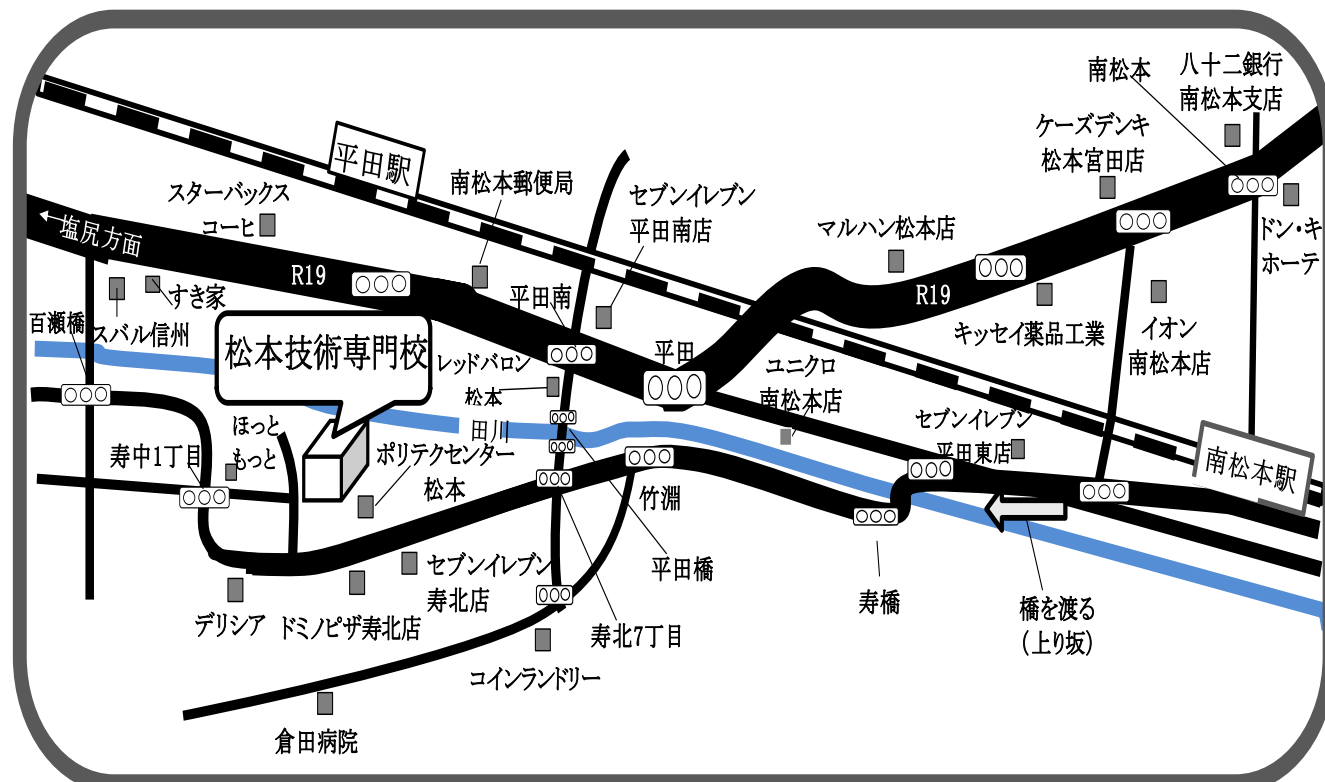 南松本
八十二銀行
南松本支店
ケーズデンキ
松本宮田店
平田駅
南松本郵便局
スターバックス
コーヒ
セブンイレブン
平田南店
マルハン松本店
ドン・キ
ホーテ
←塩尻方面
R19
R19
すき家
スバル信州
百瀬橋
平田南
平田
キッセイ薬品工業
イオン
南松本店
松本技術専門校
レッドバロン
松本
ユニクロ
南松本店
田川
セブンイレブン
平田東店
ほっと
もっと
寿中1丁目
ポリテクセンター
松本
竹淵
南松本駅
セブンイレブン
寿北店
平田橋
寿橋
橋を渡る
(上り坂)
デリシア
ドミノピザ寿北店
寿北7丁目
コインランドリー
倉田病院